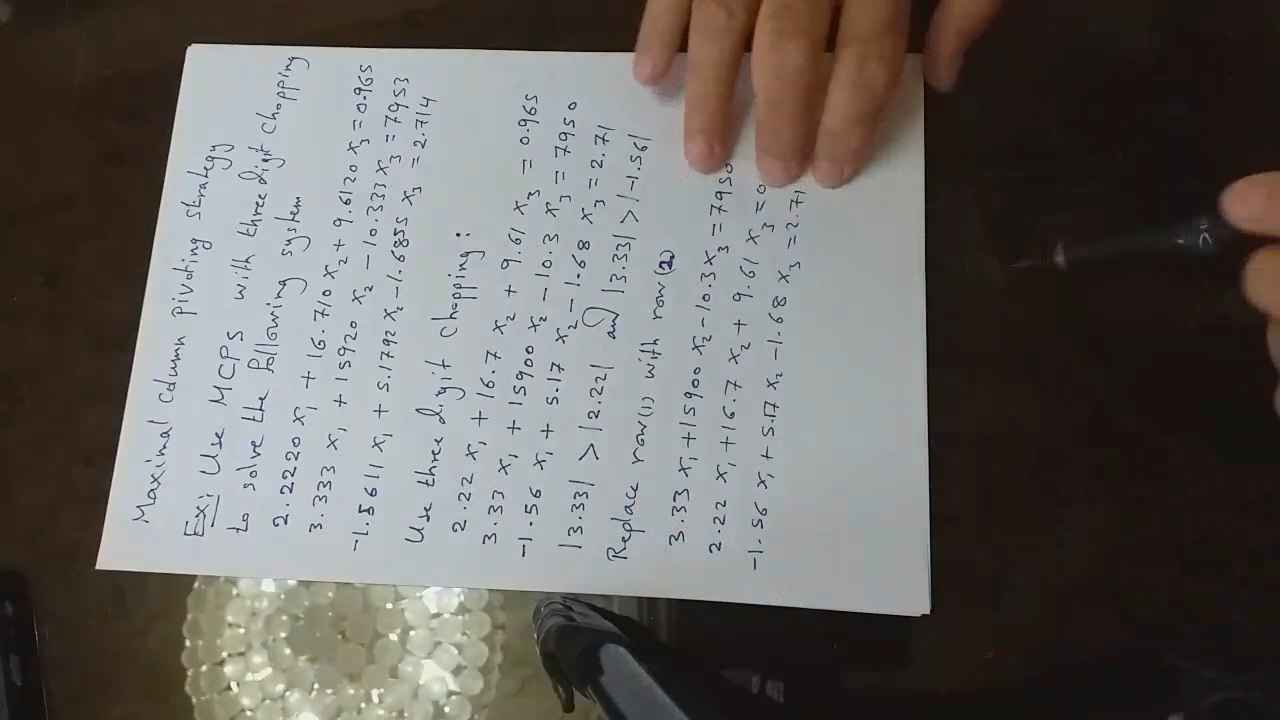 Maximal Column Pivoting Strategy
Ex: Use MCPS with three digit chopping
to solve the following system
2.2220 x₁ + 16.710 x₂ + 9.6120 x₃ = 0.965
3.333 x₁ + 15920 x₂ - 10.333 x₃ = 7953
-1.5611 x₁ + 5.1792 x₂ - 1.6855 x₃ = 2.714
Use three digit Chopping:
2.22 x₁ + 16.7 x₂ + 9.61 x₃ = 0.965
3.33 x₁ + 15900 x₂ - 10.3 x₃ = 7950
-1.56 x₁ + 5.17 x₂ - 1.68 x₃ = 2.71
|3.33| > |2.22| and |3.33| > |-1.56|
Replace row(1) with row(2)
3.33 x₁ + 15900 x₂ - 10.3 x₃ = 7950
2.22 x₁ + 16.7 x₂ + 9.61 x₃ = 0
-1.56 x₁ + 5.17 x₂ - 1.68 x₃ = 2.71